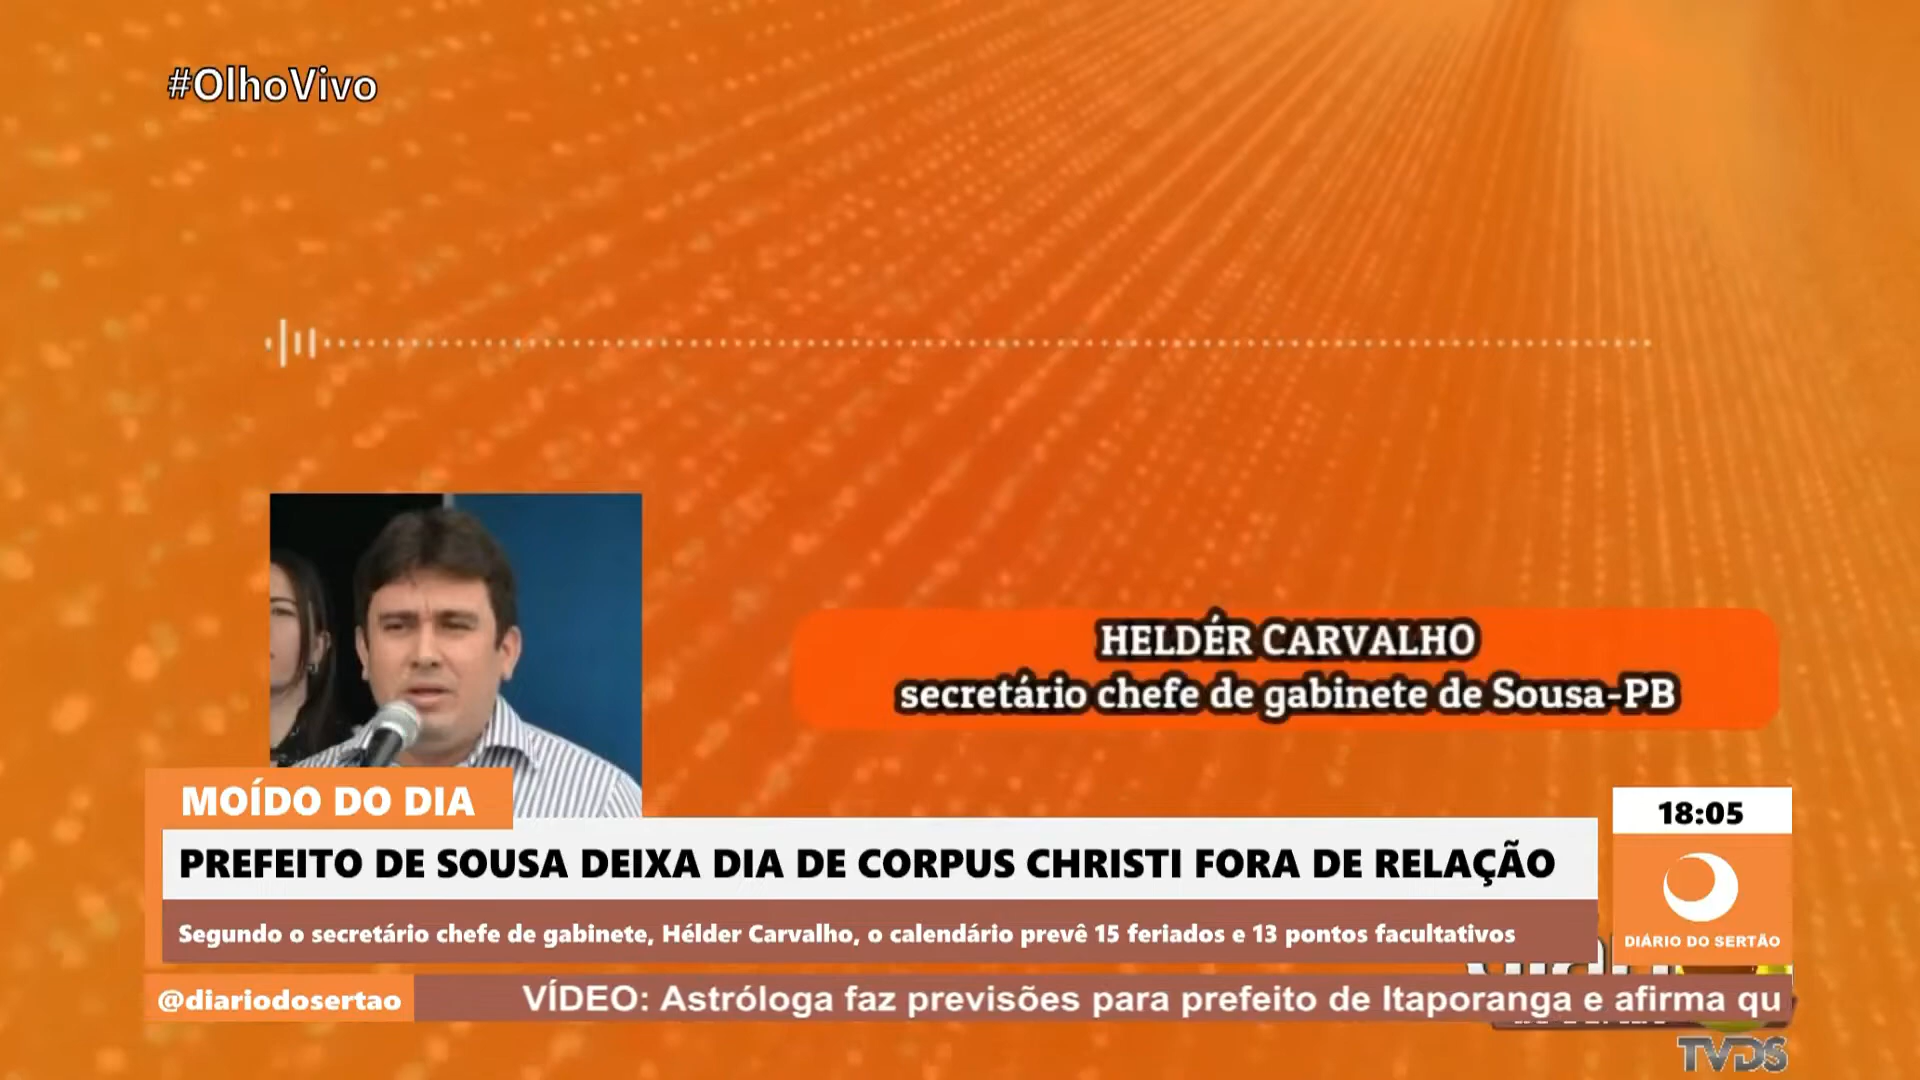 #OlhoVivo
HELDÉR CARVALHO
secretário chefe de gabinete de Sousa-PB
MOÍDO DO DIA
PREFEITO DE SOUSA DEIXA DIA DE CORPUS CHRISTI FORA DE RELAÇÃO
Segundo o secretário chefe de gabinete, Hélder Carvalho, o calendário prevê 15 feriados e 13 pontos facultativos
18:05
DIÁRIO DO SERTÃO
@diariodosertao
VÍDEO: Astróloga faz previsões para prefeito de Itaporanga e afirma qu
TVDS